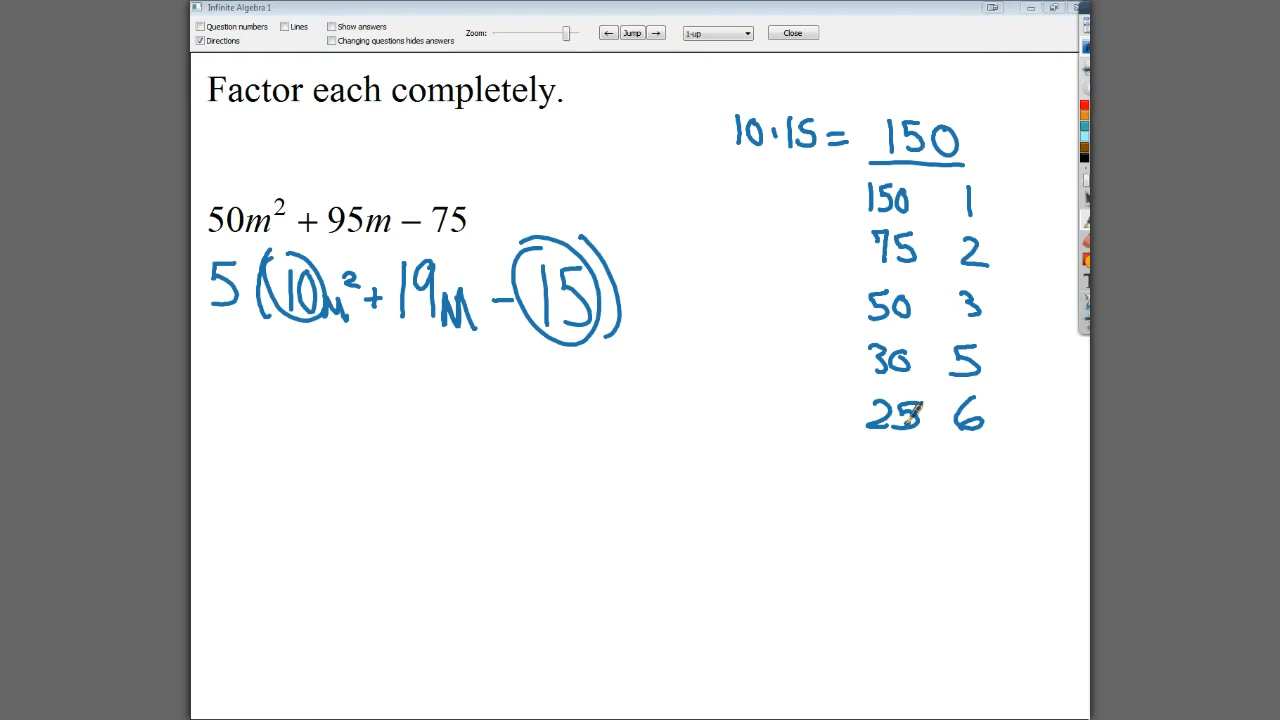 Infinite Algebra 1
Question numbers Lines Show answers
Directions Changing questions hides answers
Zoom: ← Jump → 1-up Close
Factor each completely.
10·15 = 150
150 1
50m² + 95m − 75
75 2
5(10m² + 19m − 15)
50 3
30 5
25 6